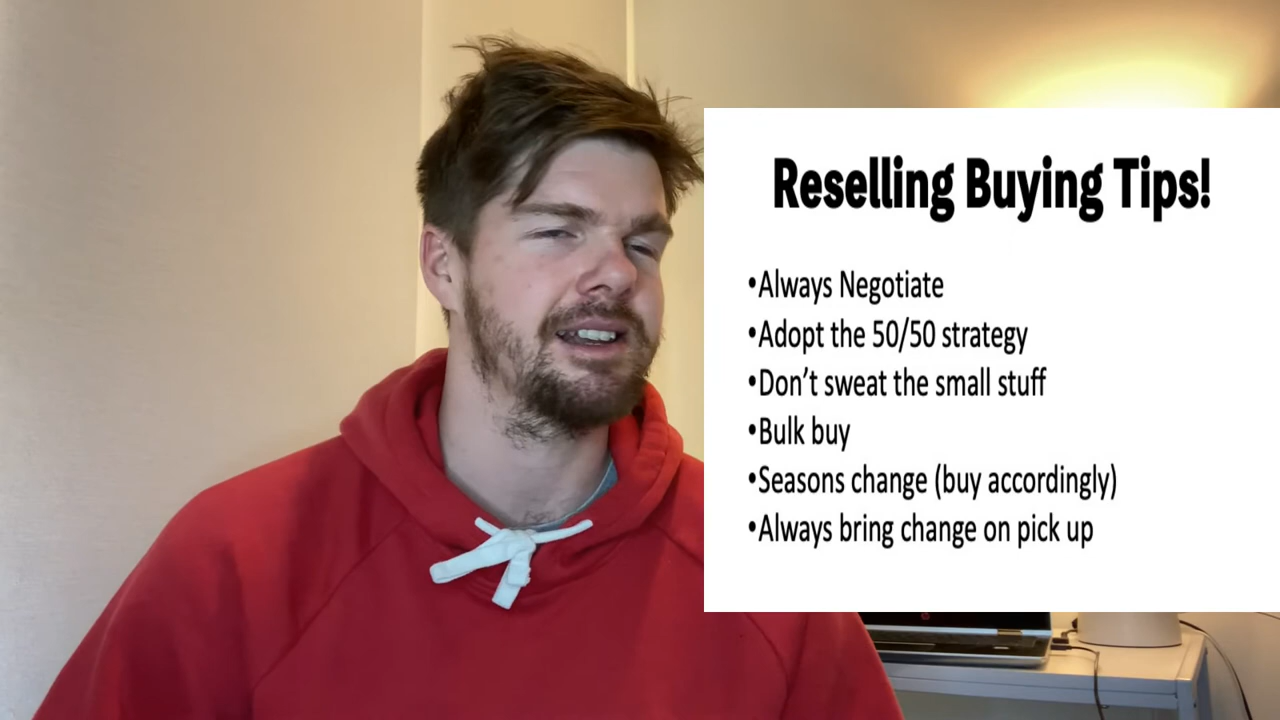 Reselling Buying Tips!
•Always Negotiate
•Adopt the 50/50 strategy
•Don’t sweat the small stuff
•Bulk buy
•Seasons change (buy accordingly)
•Always bring change on pick up